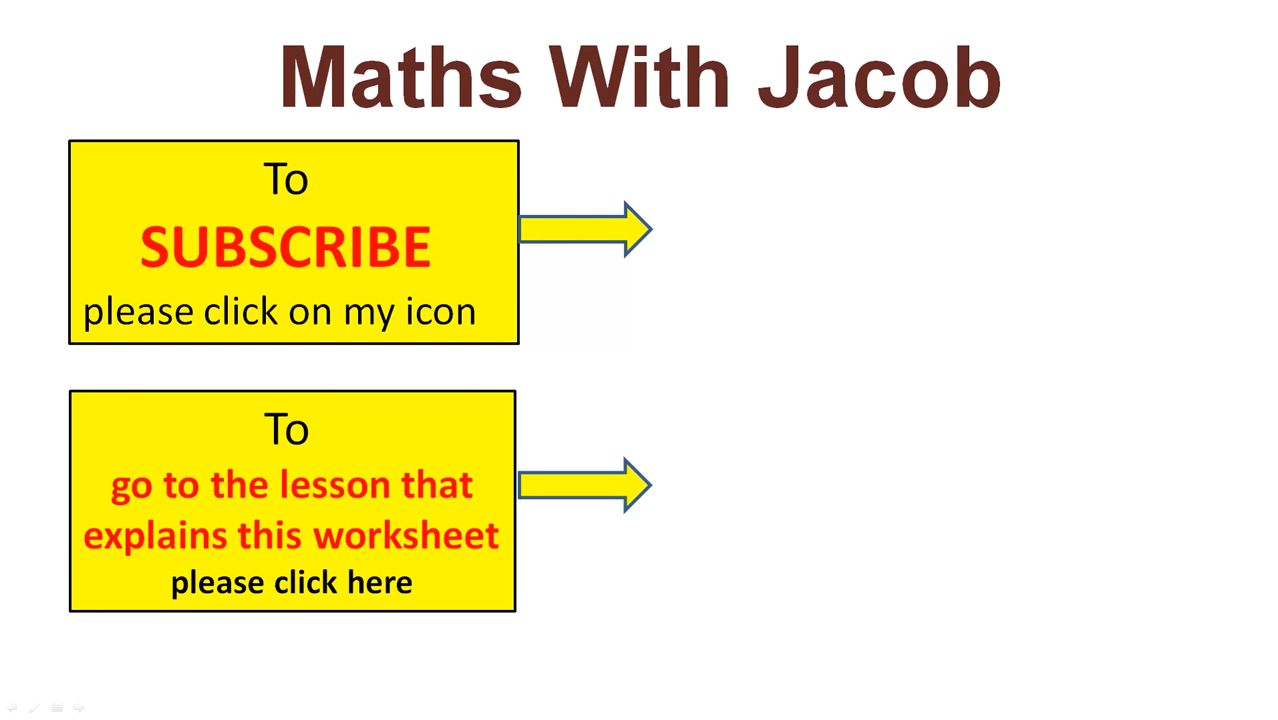 Maths With Jacob
To
SUBSCRIBE
please click on my icon
To
go to the lesson that
explains this worksheet
please click here